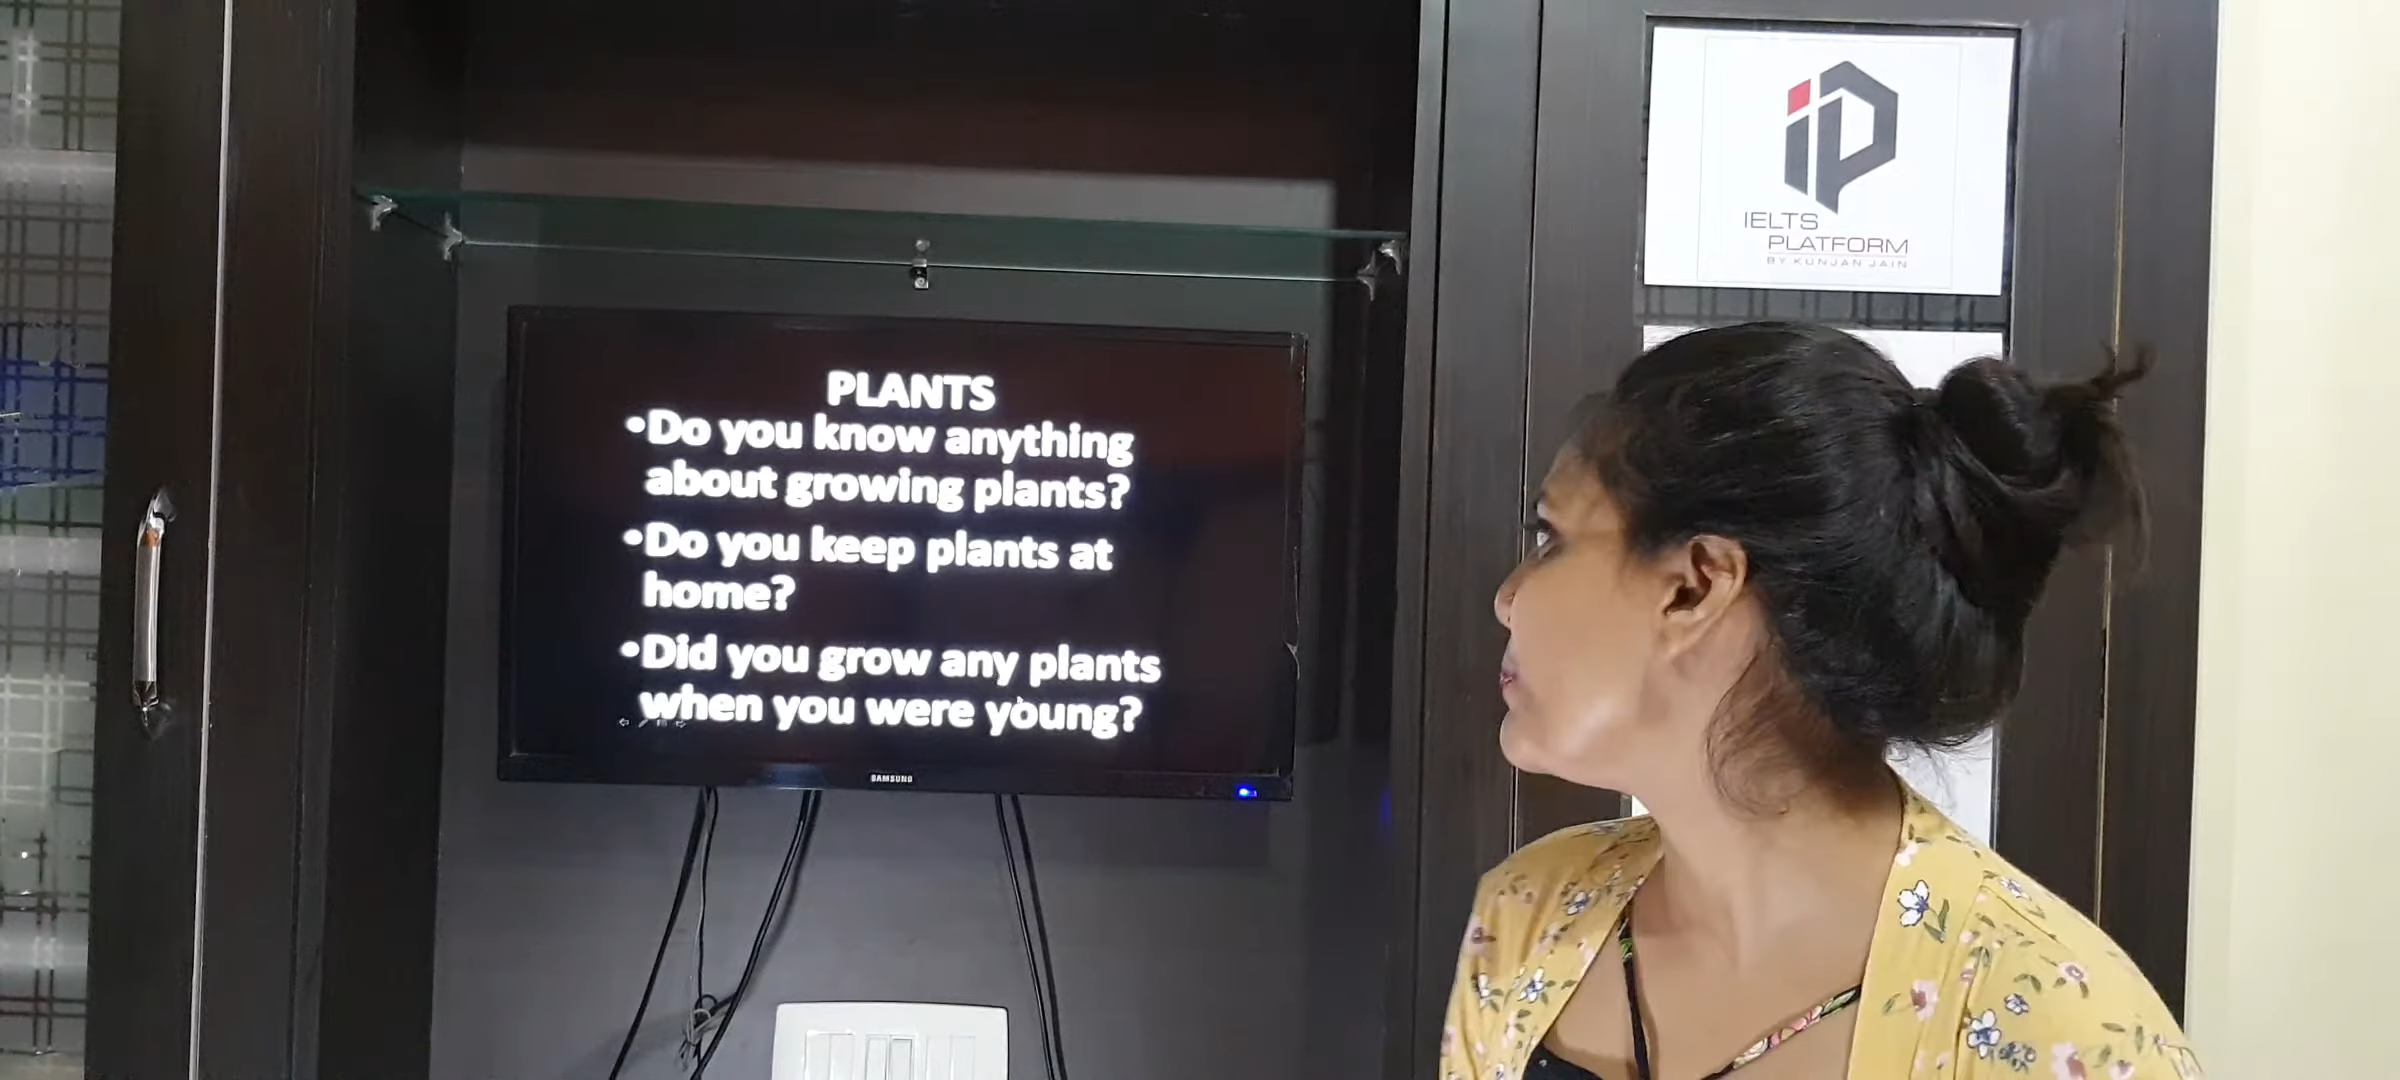 PLANTS
•Do you know anything
about growing plants?
•Do you keep plants at
home?
•Did you grow any plants
when you were young?
SAMSUNG
iP
IELTS
PLATFORM
BY KUNJAN JAIN